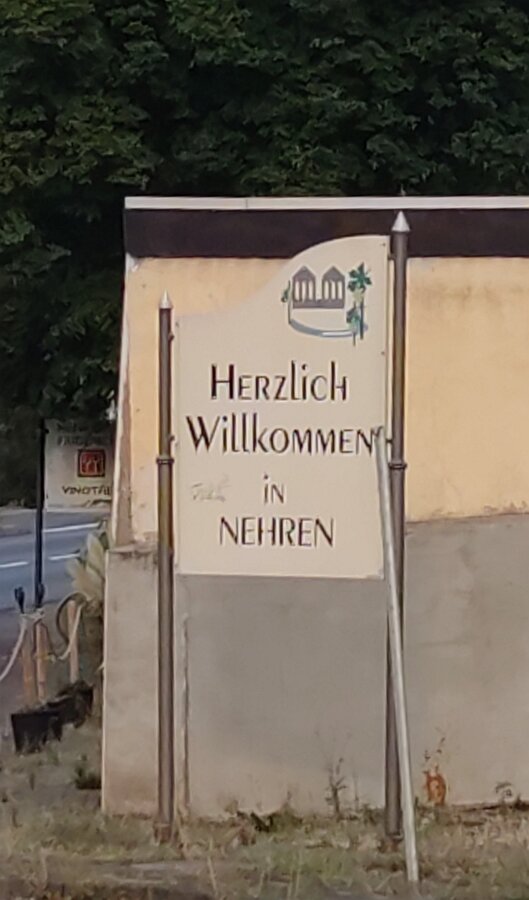 Herzlich
Willkommen
in
Nehren
VINOTHE